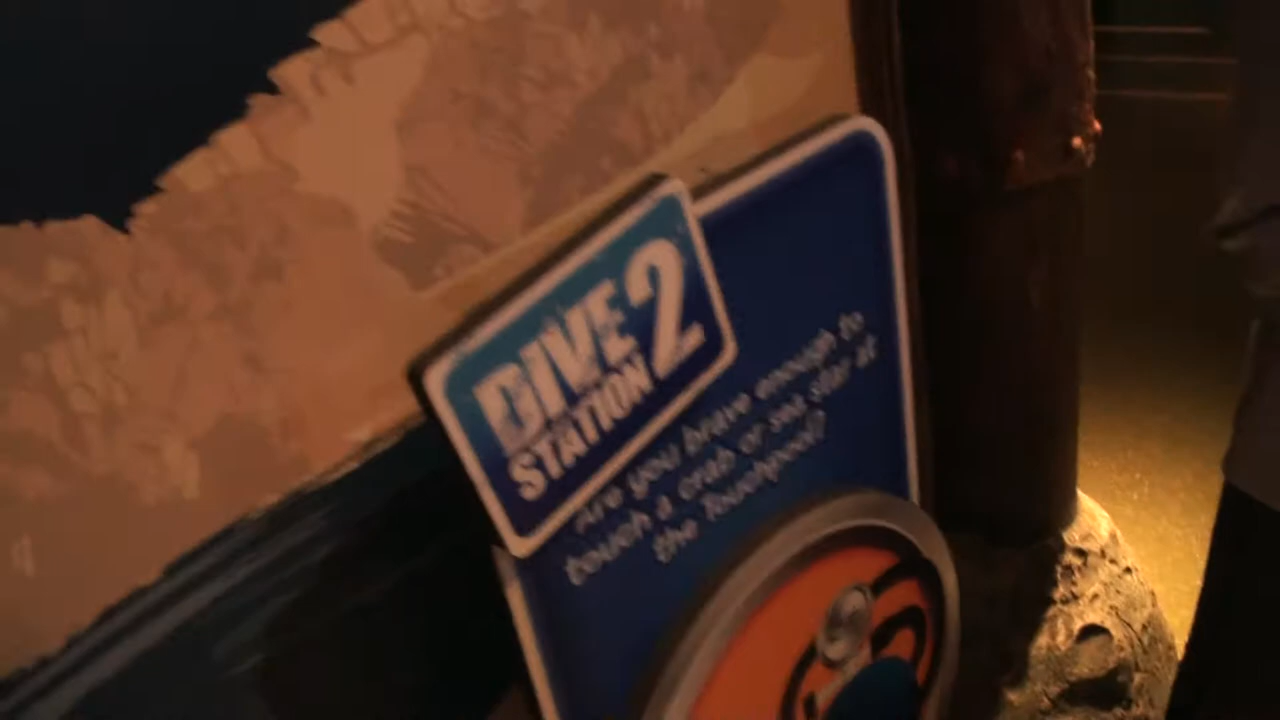 DIVE 2
STATION
Are you brave enough to
touch a crab or sea star at
the Touchpool?